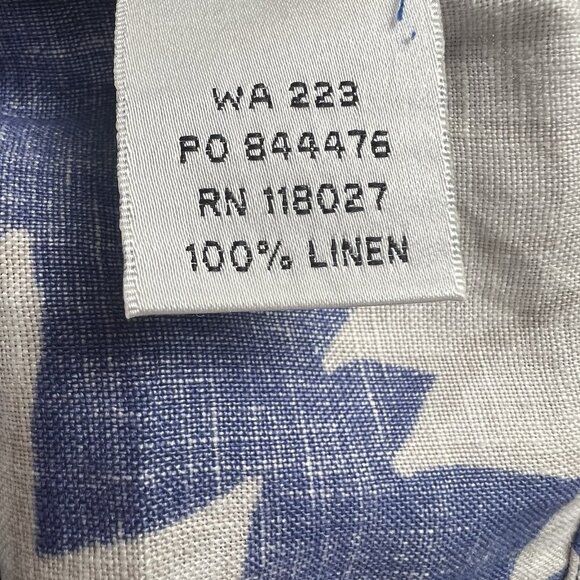 WA 223
PO 844476
RN 118027
100% LINEN